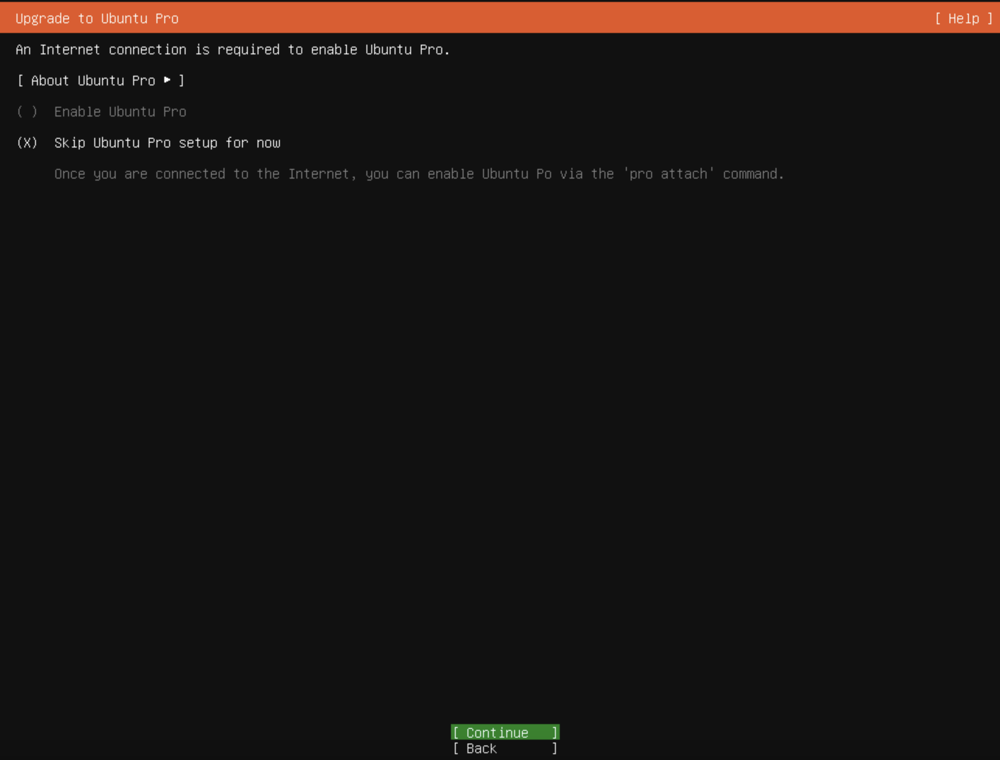 Upgrade to Ubuntu Pro [ Help ]
An Internet connection is required to enable Ubuntu Pro.
[ About Ubuntu Pro ► ]
( ) Enable Ubuntu Pro
(X) Skip Ubuntu Pro setup for now
Once you are connected to the Internet, you can enable Ubuntu Po via the 'pro attach' command.
[ Continue ]
[ Back ]